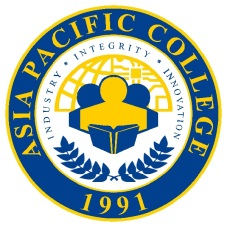 ASIA PACIFIC COLLEGE
INDUSTRY · INTEGRITY · INNOVATION
1991